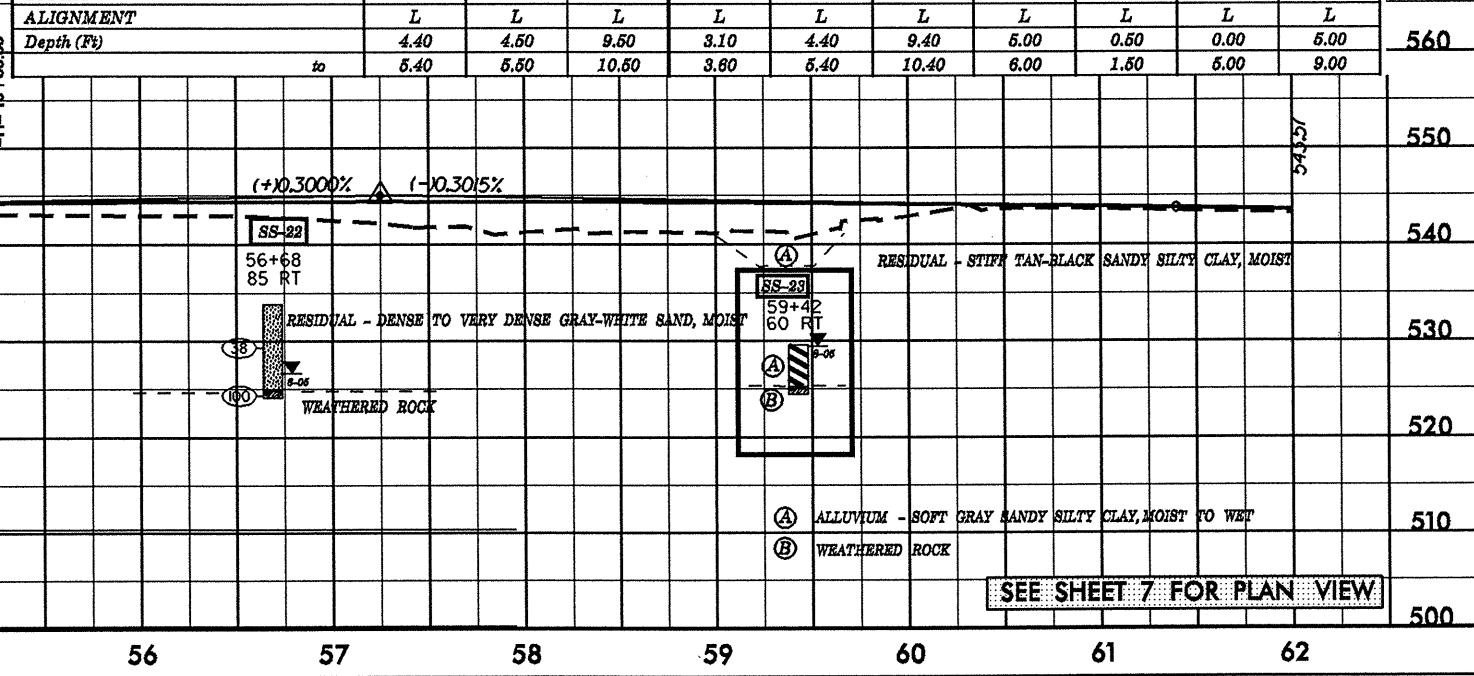 ALIGNMENT L L L L L L L L L L
Depth (Ft) 4.40 4.50 9.50 3.10 4.40 9.40 5.00 0.50 0.00 5.00
to 5.40 5.50 10.50 3.60 5.40 10.40 6.00 1.50 5.00 9.00
560
550
543.57
(+)0.3000% (-)0.3015%
SS-22
540
A
56+68
85 RT
RESIDUAL - STIFF TAN-BLACK SANDY SILTY CLAY, MOIST
SS-23
59+42
60 RT
RESIDUAL - DENSE TO VERY DENSE GRAY-WHITE SAND, MOIST
530
38
A
100
B
WEATHERED ROCK
520
A ALLUVIUM - SOFT GRAY SANDY SILTY CLAY, MOIST TO WET
510
B WEATHERED ROCK
SEE SHEET 7 FOR PLAN VIEW
500
56 57 58 59 60 61 62